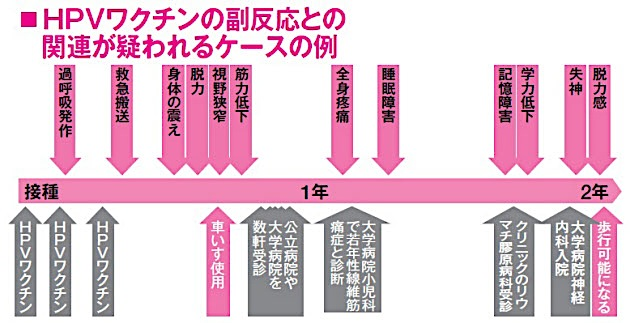 ■HPVワクチンの副反応との
関連が疑われるケースの例
過呼吸発作
救急搬送
身体の震え
脱力
視野狭窄
筋力低下
全身疼痛
睡眠障害
記憶障害
学力低下
失神
脱力感
接種
1年
2年
HPVワクチン
HPVワクチン
HPVワクチン
車いす使用
公立病院や
大学病院を
数軒受診
大学病院小児科
で若年性線維筋
痛症と診断
クリニックのリウ
マチ膠原病科受診
大学病院神経
内科入院
歩行可能になる